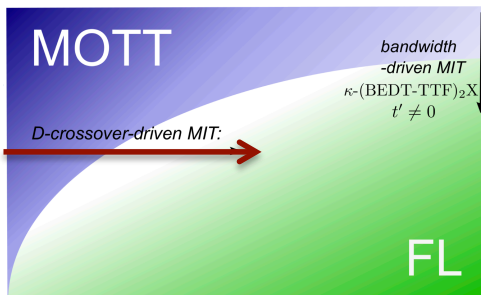 MOTT
bandwidth
-driven MIT
κ-(BEDT-TTF)₂X
t′ ≠ 0
D-crossover-driven MIT:
FL